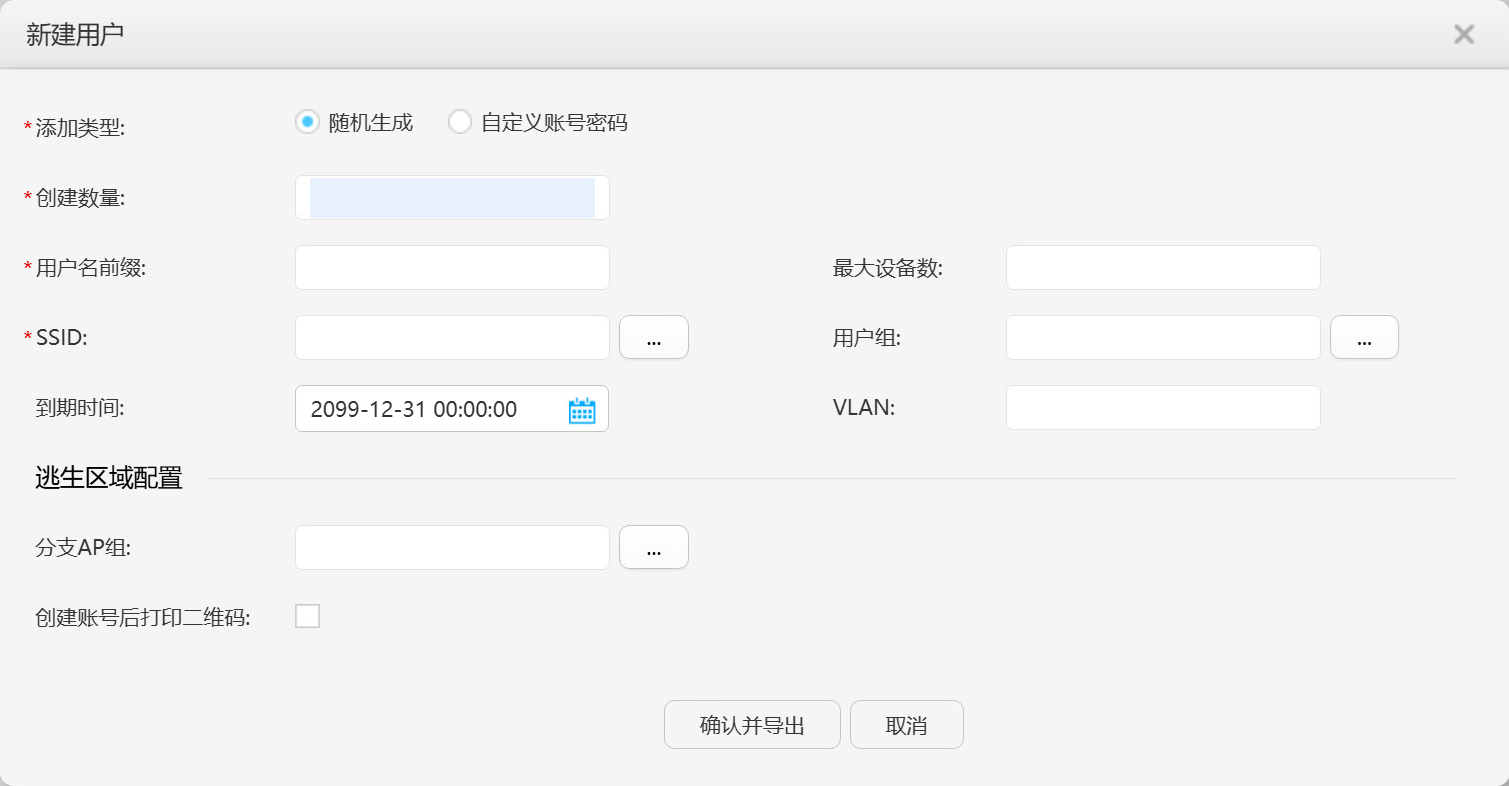 新建用户
*添加类型: 随机生成 自定义账号密码
*创建数量:
*用户名前缀: 最大设备数:
*SSID: ... 用户组: ...
到期时间: 2099-12-31 00:00:00 VLAN:
逃生区域配置
分支AP组: ...
创建账号后打印二维码:
确认并导出 取消